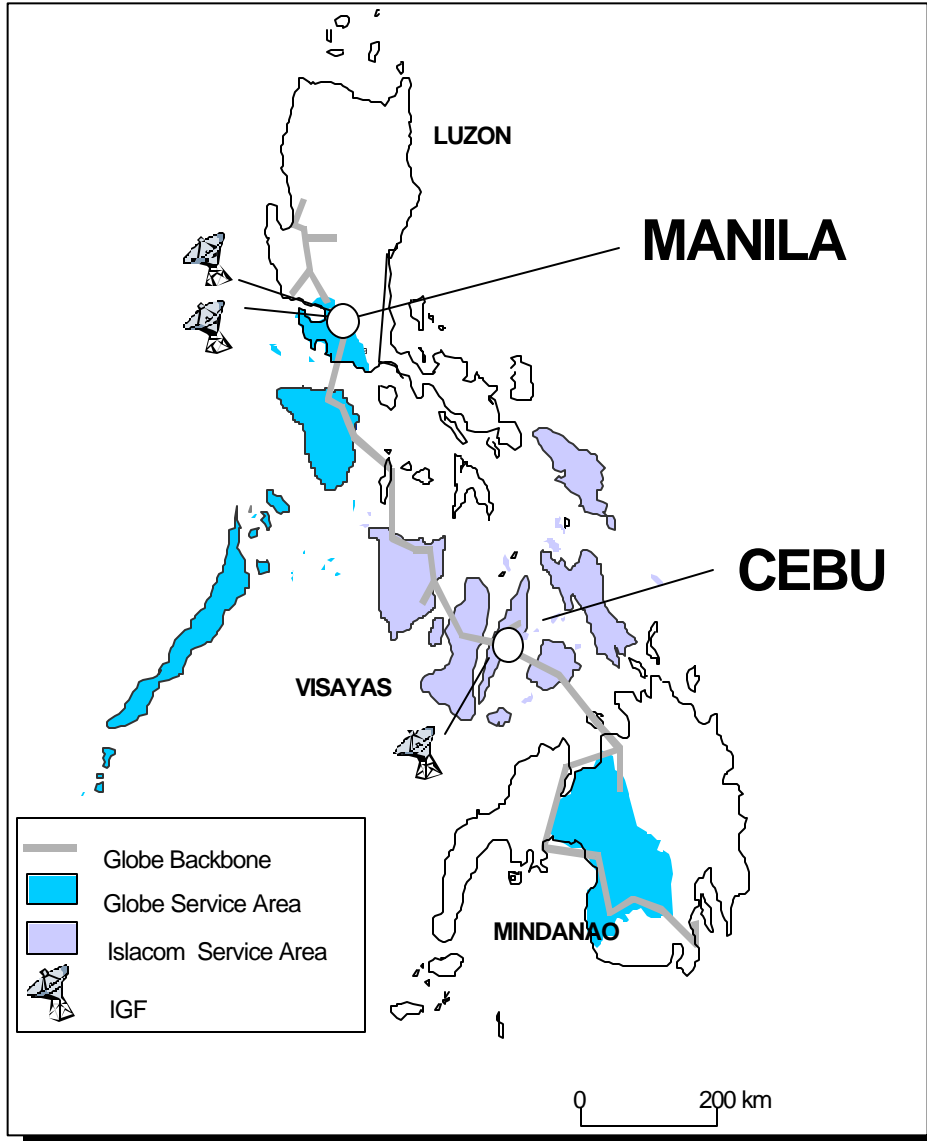 LUZON
MANILA
CEBU
VISAYAS
Globe Backbone
Globe Service Area
Islacom Service Area
IGF
MINDANAO
0 200 km